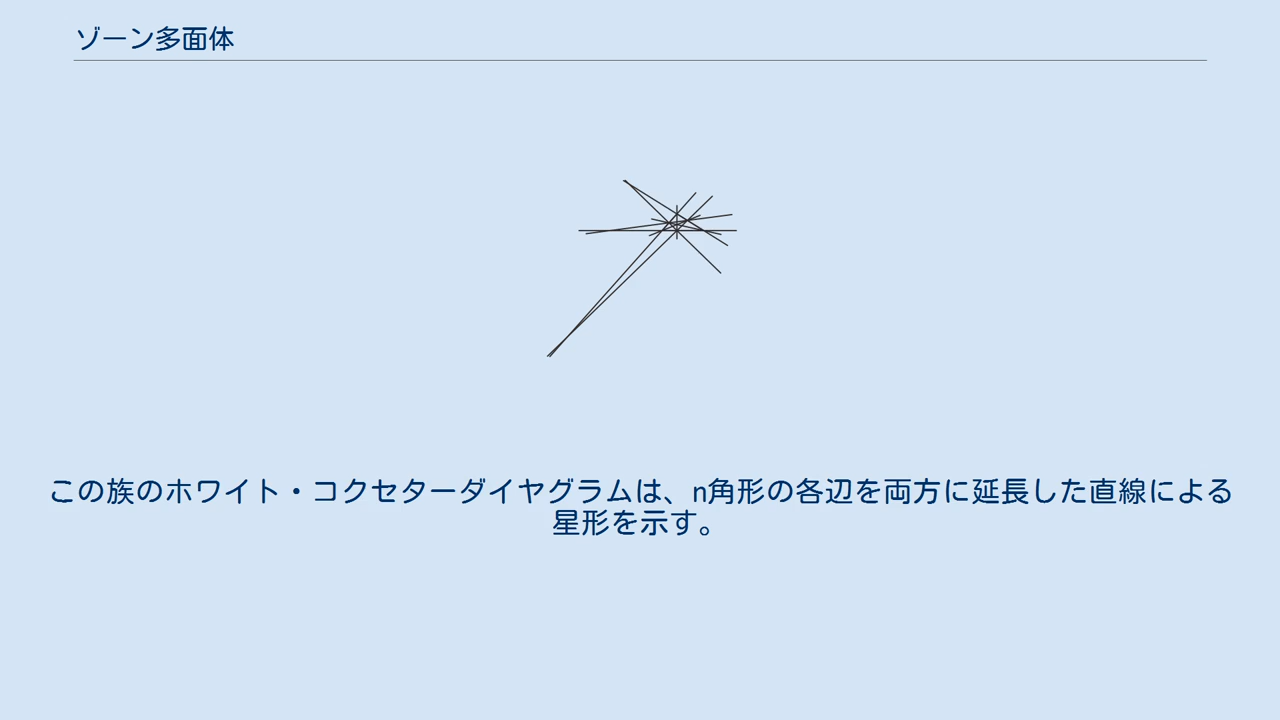 ゾーン多面体
この族のホワイト・コクセターダイヤグラムは、n角形の各辺を両方に延長した直線による
星形を示す。